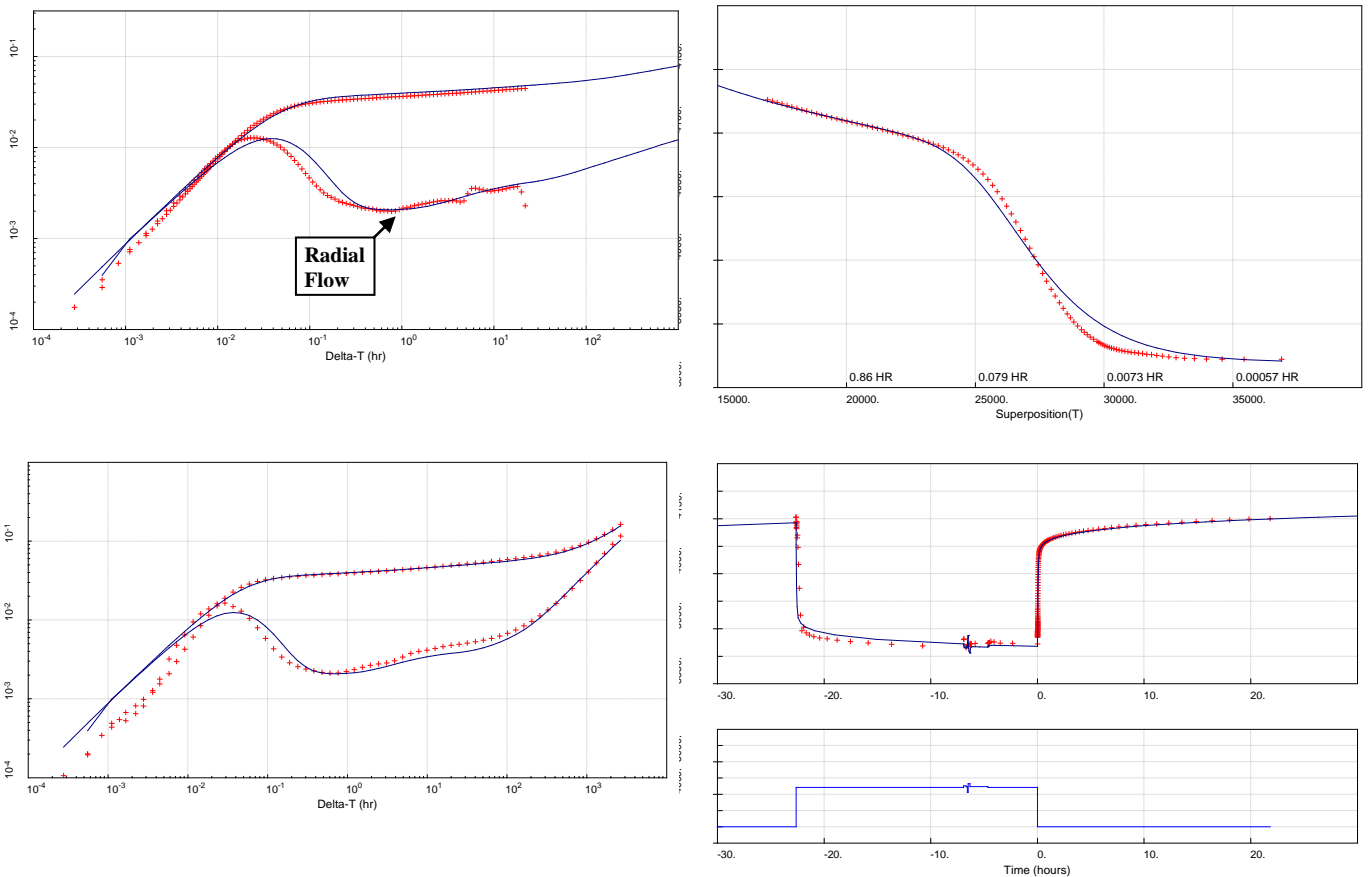 10-1
10-2
10-3
10-4
Radial
Flow
10-4 10-3 10-2 10-1 100 101 102
Delta-T (hr)
0.86 HR 0.079 HR 0.0073 HR 0.00057 HR
15000. 20000. 25000. 30000. 35000.
Superposition(T)
10-1
10-2
10-3
10-4
10-4 10-3 10-2 10-1 100 101 102 103
Delta-T (hr)
-30. -20. -10. 0. 10. 20.
-30. -20. -10. 0. 10. 20.
Time (hours)